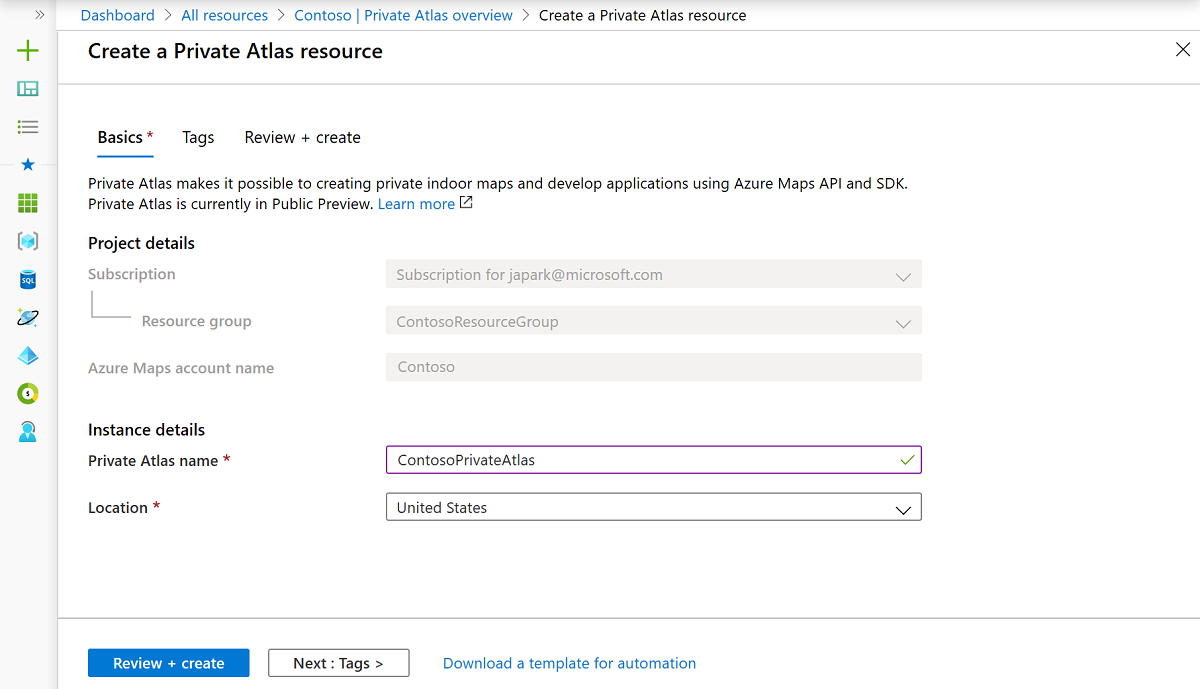 Dashboard > All resources > Contoso | Private Atlas overview > Create a Private Atlas resource
Create a Private Atlas resource
Basics * Tags Review + create
Private Atlas makes it possible to creating private indoor maps and develop applications using Azure Maps API and SDK.
Private Atlas is currently in Public Preview. Learn more
Project details
Subscription Subscription for japark@microsoft.com
Resource group ContosoResourceGroup
Azure Maps account name Contoso
Instance details
Private Atlas name * ContosoPrivateAtlas
Location * United States
Review + create Next : Tags > Download a template for automation
SQL
$